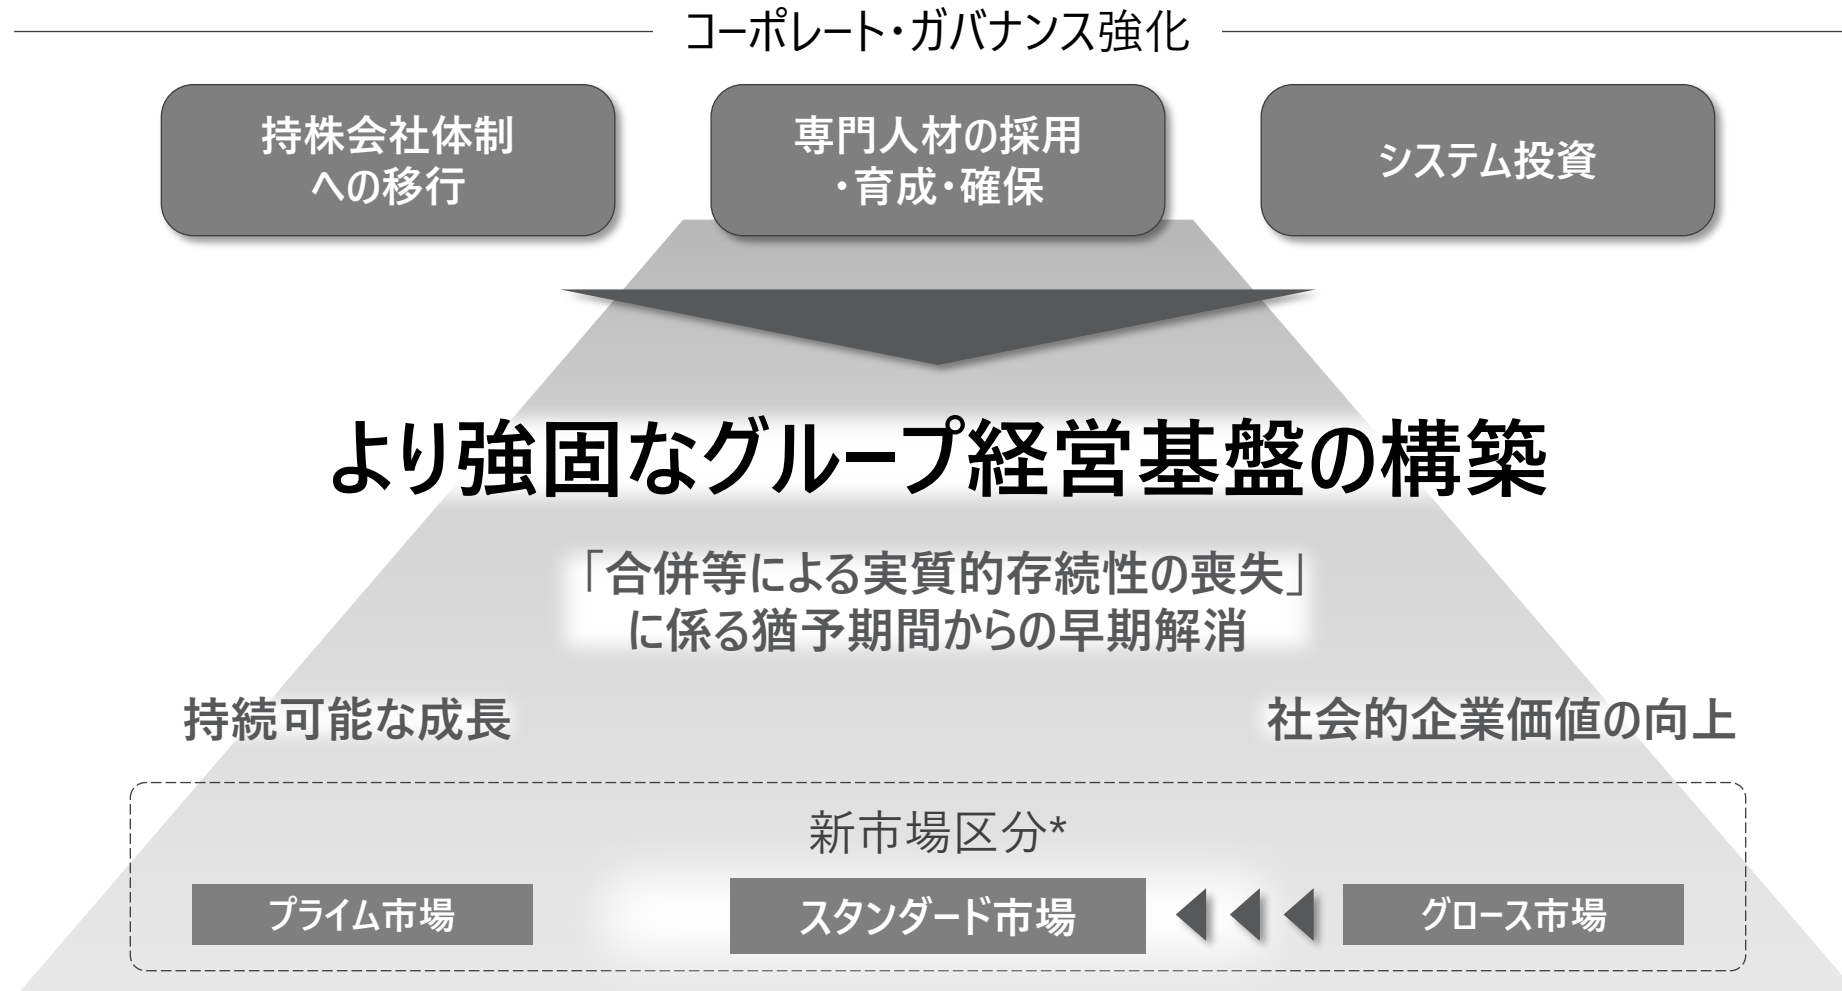 コーポレート・ガバナンス強化
持株会社体制
への移行
専門人材の採用
・育成・確保
システム投資
より強固なグループ経営基盤の構築
「合併等による実質的存続性の喪失」
に係る猶予期間からの早期解消
持続可能な成長
社会的企業価値の向上
新市場区分*
プライム市場
スタンダード市場
グロース市場